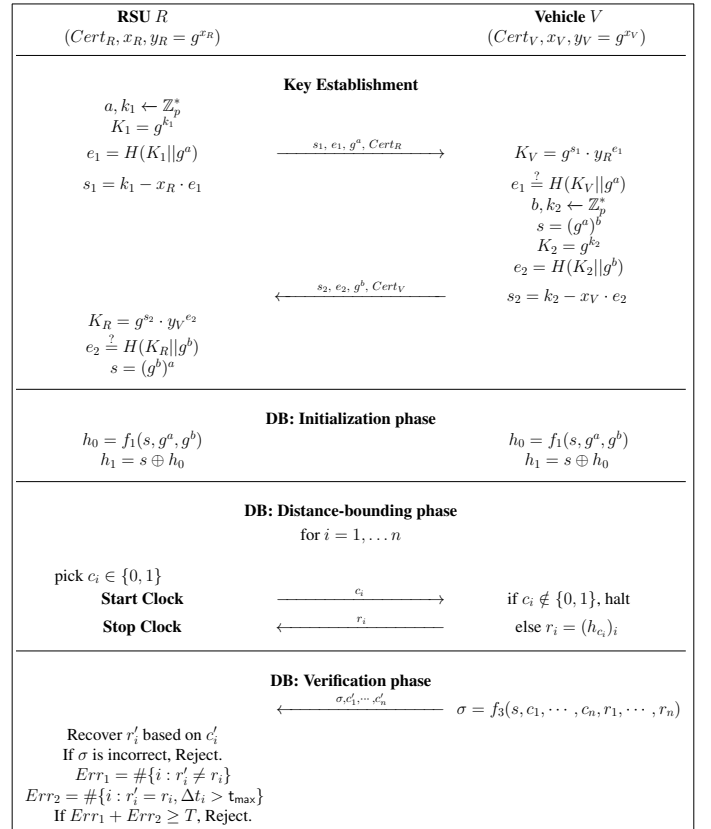 RSU R Vehicle V
(Cert_R, x_R, y_R = g^{x_R}) (Cert_V, x_V, y_V = g^{x_V})
Key Establishment
a, k_1 ← ℤ_p^*
K_1 = g^{k_1}
e_1 = H(K_1||g^a) s_1, e_1, g^a, Cert_R K_V = g^{s_1} · y_R^{e_1}
s_1 = k_1 − x_R · e_1 e_1 ≟ H(K_V||g^a)
b, k_2 ← ℤ_p^*
s = (g^a)^b
K_2 = g^{k_2}
e_2 = H(K_2||g^b)
s_2, e_2, g^b, Cert_V s_2 = k_2 − x_V · e_2
K_R = g^{s_2} · y_V^{e_2}
e_2 ≟ H(K_R||g^b)
s = (g^b)^a
DB: Initialization phase
h_0 = f_1(s, g^a, g^b) h_0 = f_1(s, g^a, g^b)
h_1 = s ⊕ h_0 h_1 = s ⊕ h_0
DB: Distance-bounding phase
for i = 1, . . . n
pick c_i ∈ {0, 1}
Start Clock c_i if c_i ∉ {0, 1}, halt
Stop Clock r_i else r_i = (h_{c_i})_i
DB: Verification phase
σ, c'_1, ··· , c'_n σ = f_3(s, c_1, ··· , c_n, r_1, ··· , r_n)
Recover r'_i based on c'_i
If σ is incorrect, Reject.
Err_1 = #{i : r'_i ≠ r_i}
Err_2 = #{i : r'_i = r_i, Δt_i > t_max}
If Err_1 + Err_2 ≥ T, Reject.